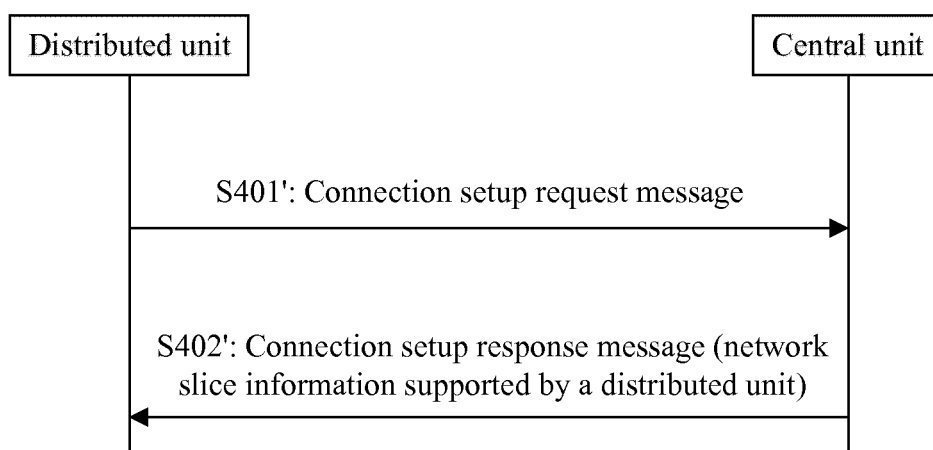 Distributed unit
Central unit
S401': Connection setup request message
S402': Connection setup response message (network
slice information supported by a distributed unit)